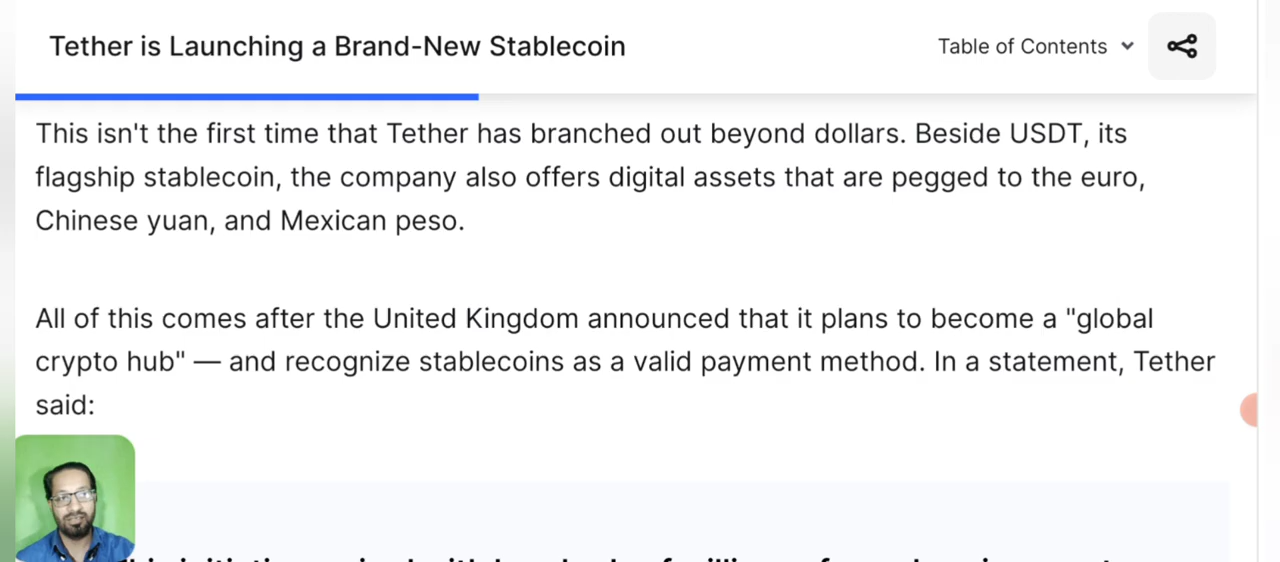 Tether is Launching a Brand-New Stablecoin
Table of Contents
This isn't the first time that Tether has branched out beyond dollars. Beside USDT, its
flagship stablecoin, the company also offers digital assets that are pegged to the euro,
Chinese yuan, and Mexican peso.
All of this comes after the United Kingdom announced that it plans to become a "global
crypto hub" — and recognize stablecoins as a valid payment method. In a statement, Tether
said: